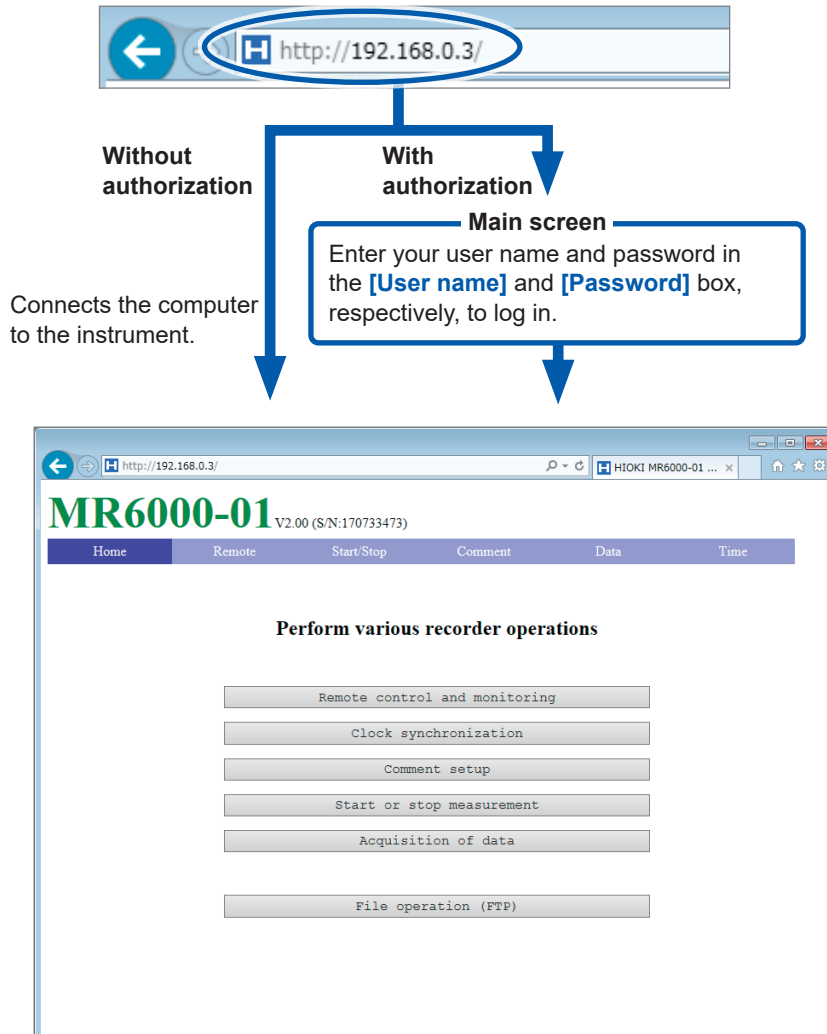 http://192.168.0.3/
Without
authorization
With
authorization
Main screen
Enter your user name and password in
the [User name] and [Password] box,
respectively, to log in.
Connects the computer
to the instrument.
http://192.168.0.3/
HIOKI MR6000-01 ...
MR6000-01 V2.00 (S/N:170733473)
Home Remote Start/Stop Comment Data Time
Perform various recorder operations
Remote control and monitoring
Clock synchronization
Comment setup
Start or stop measurement
Acquisition of data
File operation (FTP)